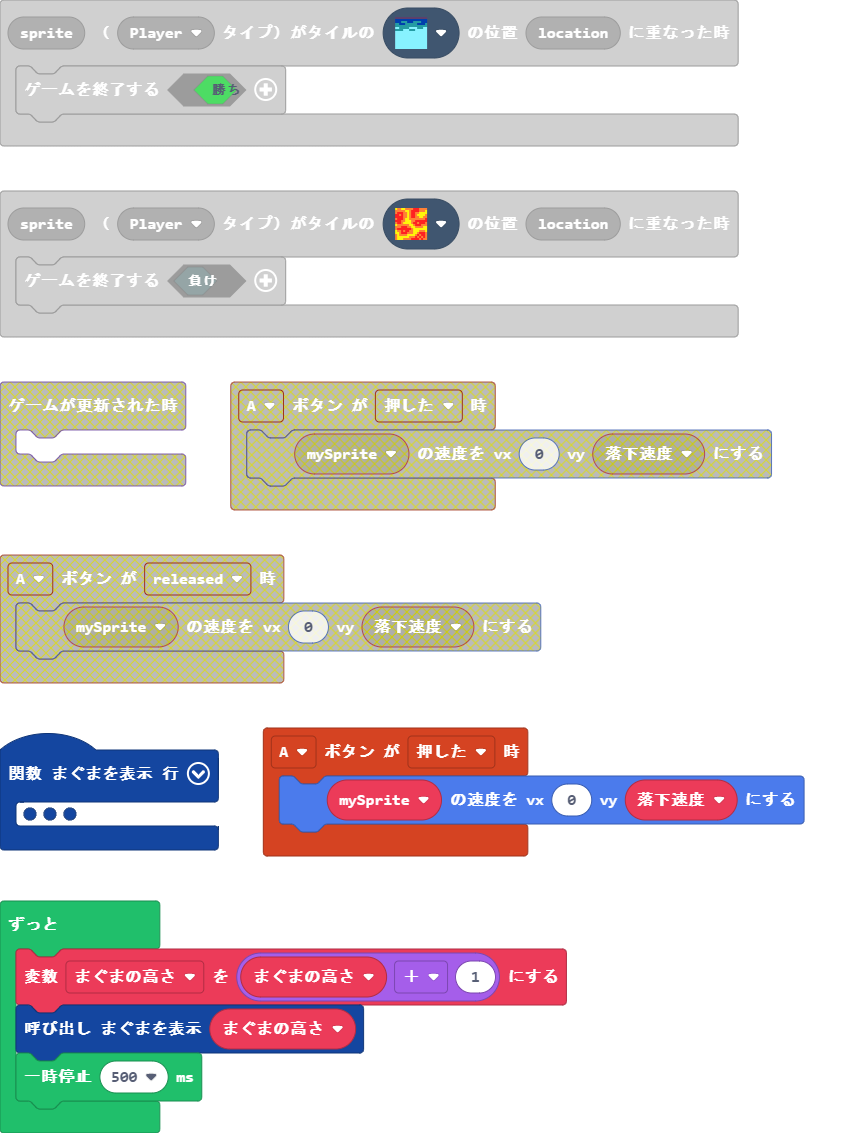 sprite ( Player タイプ) がタイルの の位置 location に重なった時
ゲームを終了する 勝ち
sprite ( Player タイプ) がタイルの の位置 location に重なった時
ゲームを終了する 負け
ゲームが更新された時
A ボタン が 押した 時
mySprite の速度を vx 0 vy 落下速度 にする
A ボタン が released 時
mySprite の速度を vx 0 vy 落下速度 にする
関数 まぐまを表示 行
A ボタン が 押した 時
mySprite の速度を vx 0 vy 落下速度 にする
ずっと
変数 まぐまの高さ を まぐまの高さ + 1 にする
呼び出し まぐまを表示 まぐまの高さ
一時停止 500 ms